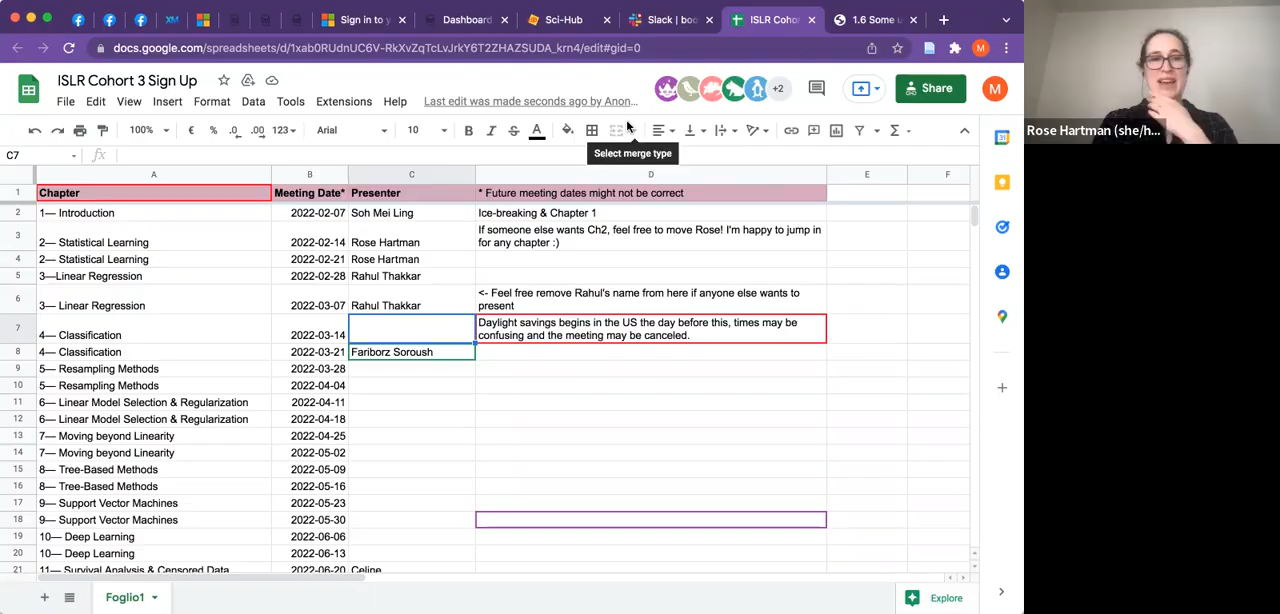 Sign in to y
Dashboard
Sci-Hub
Slack | boo
ISLR Coho
1.6 Some u
docs.google.com/spreadsheets/d/1xab0RUdnUC6V-RkXvZqTcLvJrkY6T2ZHAZSUDA_krn4/edit#gid=0
M
ISLR Cohort 3 Sign Up
File Edit View Insert Format Data Tools Extensions Help Last edit was made seconds ago by Anon...
+2
Share
M
100% € % .0 .00 123 Arial 10 B I S A
C7 fx
Select merge type
A B C D E F
1 Chapter Meeting Date* Presenter * Future meeting dates might not be correct
2 1— Introduction 2022-02-07 Soh Mei Ling Ice-breaking & Chapter 1
If someone else wants Ch2, feel free to move Rose! I'm happy to jump in
3 2— Statistical Learning 2022-02-14 Rose Hartman for any chapter :)
4 2— Statistical Learning 2022-02-21 Rose Hartman
5 3—Linear Regression 2022-02-28 Rahul Thakkar
<- Feel free remove Rahul's name from here if anyone else wants to
6 3— Linear Regression 2022-03-07 Rahul Thakkar present
Daylight savings begins in the US the day before this, times may be
7 4— Classification 2022-03-14 confusing and the meeting may be canceled.
8 4— Classification 2022-03-21 Fariborz Soroush
9 5— Resampling Methods 2022-03-28
10 5— Resampling Methods 2022-04-04
11 6— Linear Model Selection & Regularization 2022-04-11
12 6— Linear Model Selection & Regularization 2022-04-18
13 7— Moving beyond Linearity 2022-04-25
14 7— Moving beyond Linearity 2022-05-02
15 8— Tree-Based Methods 2022-05-09
16 8— Tree-Based Methods 2022-05-16
17 9— Support Vector Machines 2022-05-23
18 9— Support Vector Machines 2022-05-30
19 10— Deep Learning 2022-06-06
20 10— Deep Learning 2022-06-13
21 11— Survival Analysis & Censored Data 2022-06-20 Celine
Foglio1
Explore
Rose Hartman (she/h...